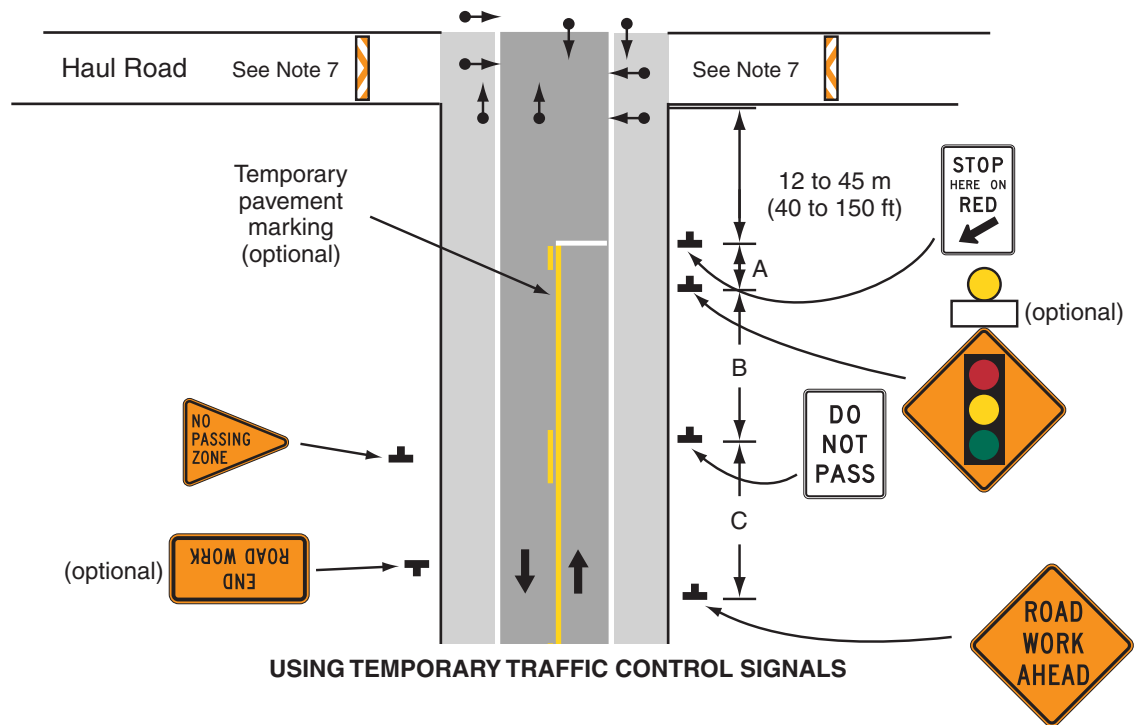 Haul Road
See Note 7
See Note 7
Temporary
pavement
marking
(optional)
12 to 45 m
(40 to 150 ft)
STOP
HERE ON
RED
A
(optional)
B
DO
NOT
PASS
NO
PASSING
ZONE
C
(optional)
END
ROAD WORK
ROAD
WORK
AHEAD
USING TEMPORARY TRAFFIC CONTROL SIGNALS